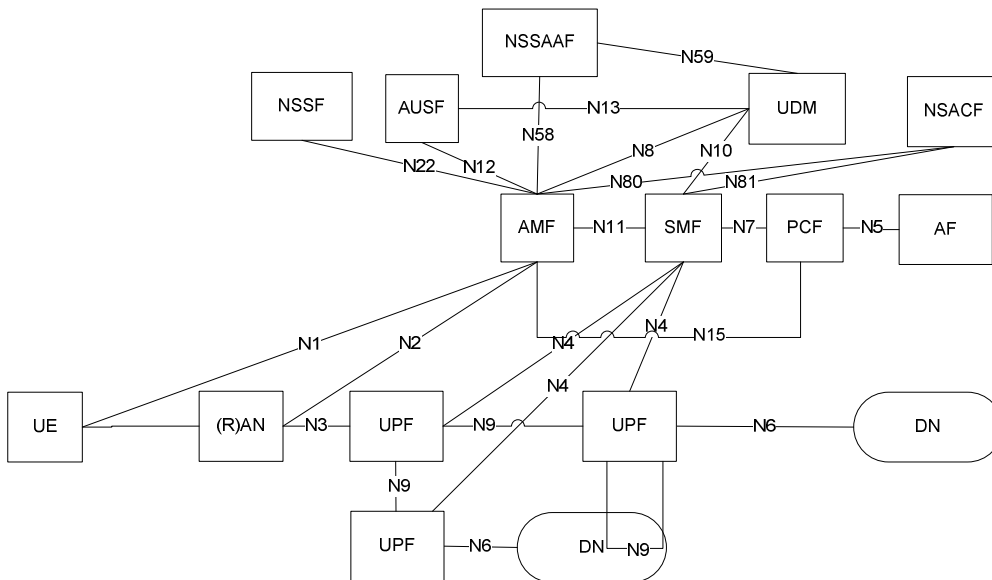 NSSAAF
N59
NSSF
AUSF
N13
UDM
NSACF
N58
N22
N12
N8
N10
N80
N81
AMF
N11
SMF
N7
PCF
N5
AF
N1
N2
N4
N4
N15
N4
UE
(R)AN
N3
UPF
N9
UPF
N6
DN
N9
UPF
N6
DN
N9